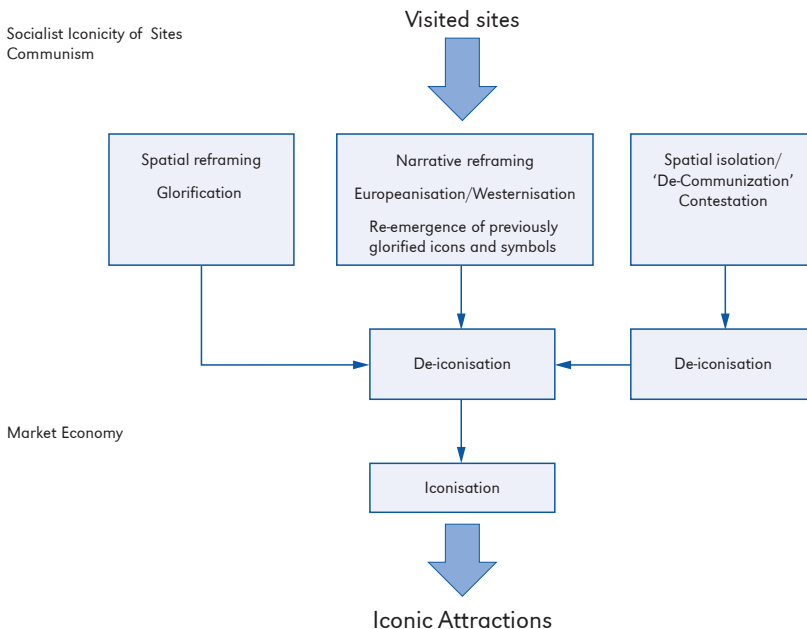 Visited sites
Socialist Iconicity of Sites
Communism
Spatial reframing
Glorification
Narrative reframing
Europeanisation/Westernisation
Re-emergence of previously
glorified icons and symbols
Spatial isolation/
‘De-Communization’
Contestation
De-iconisation
De-iconisation
Market Economy
Iconisation
Iconic Attractions